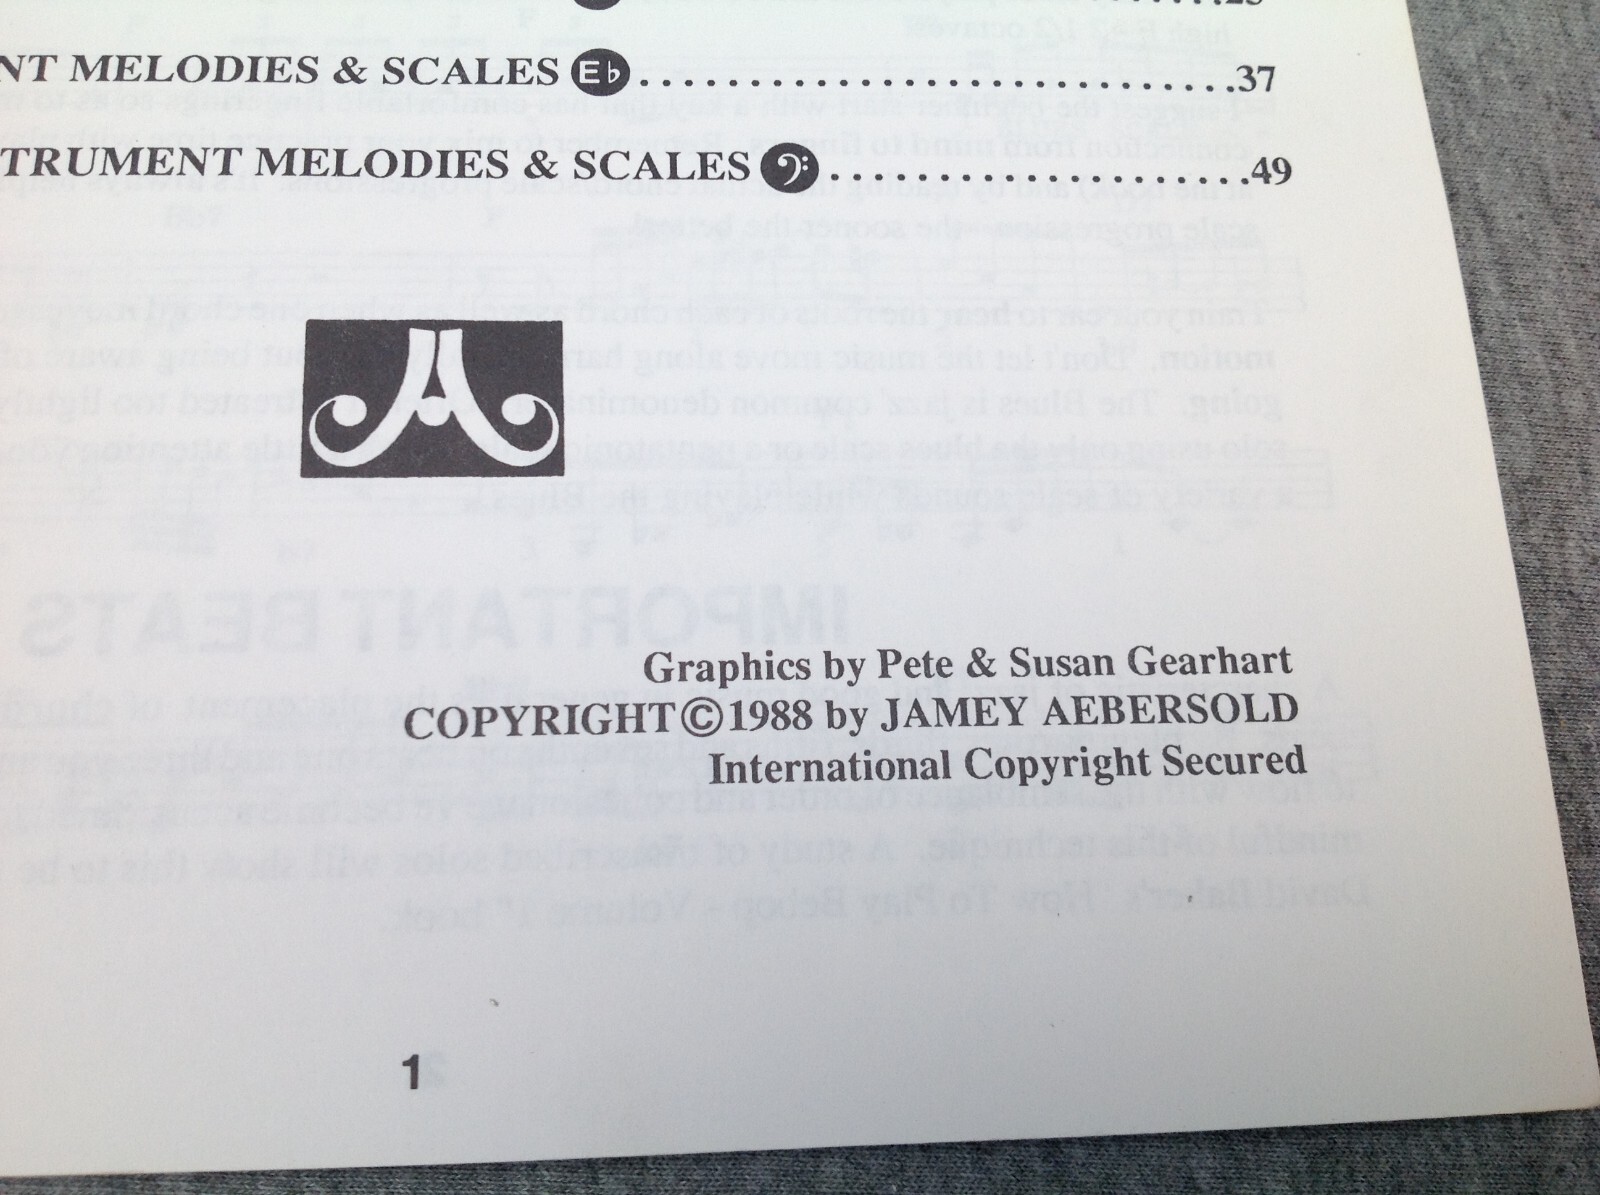 NT MELODIES & SCALES E♭ ........................................ 37
TRUMENT MELODIES & SCALES 𝄢 ........................... 49
Graphics by Pete & Susan Gearhart
COPYRIGHT©1988 by JAMEY AEBERSOLD
International Copyright Secured
1